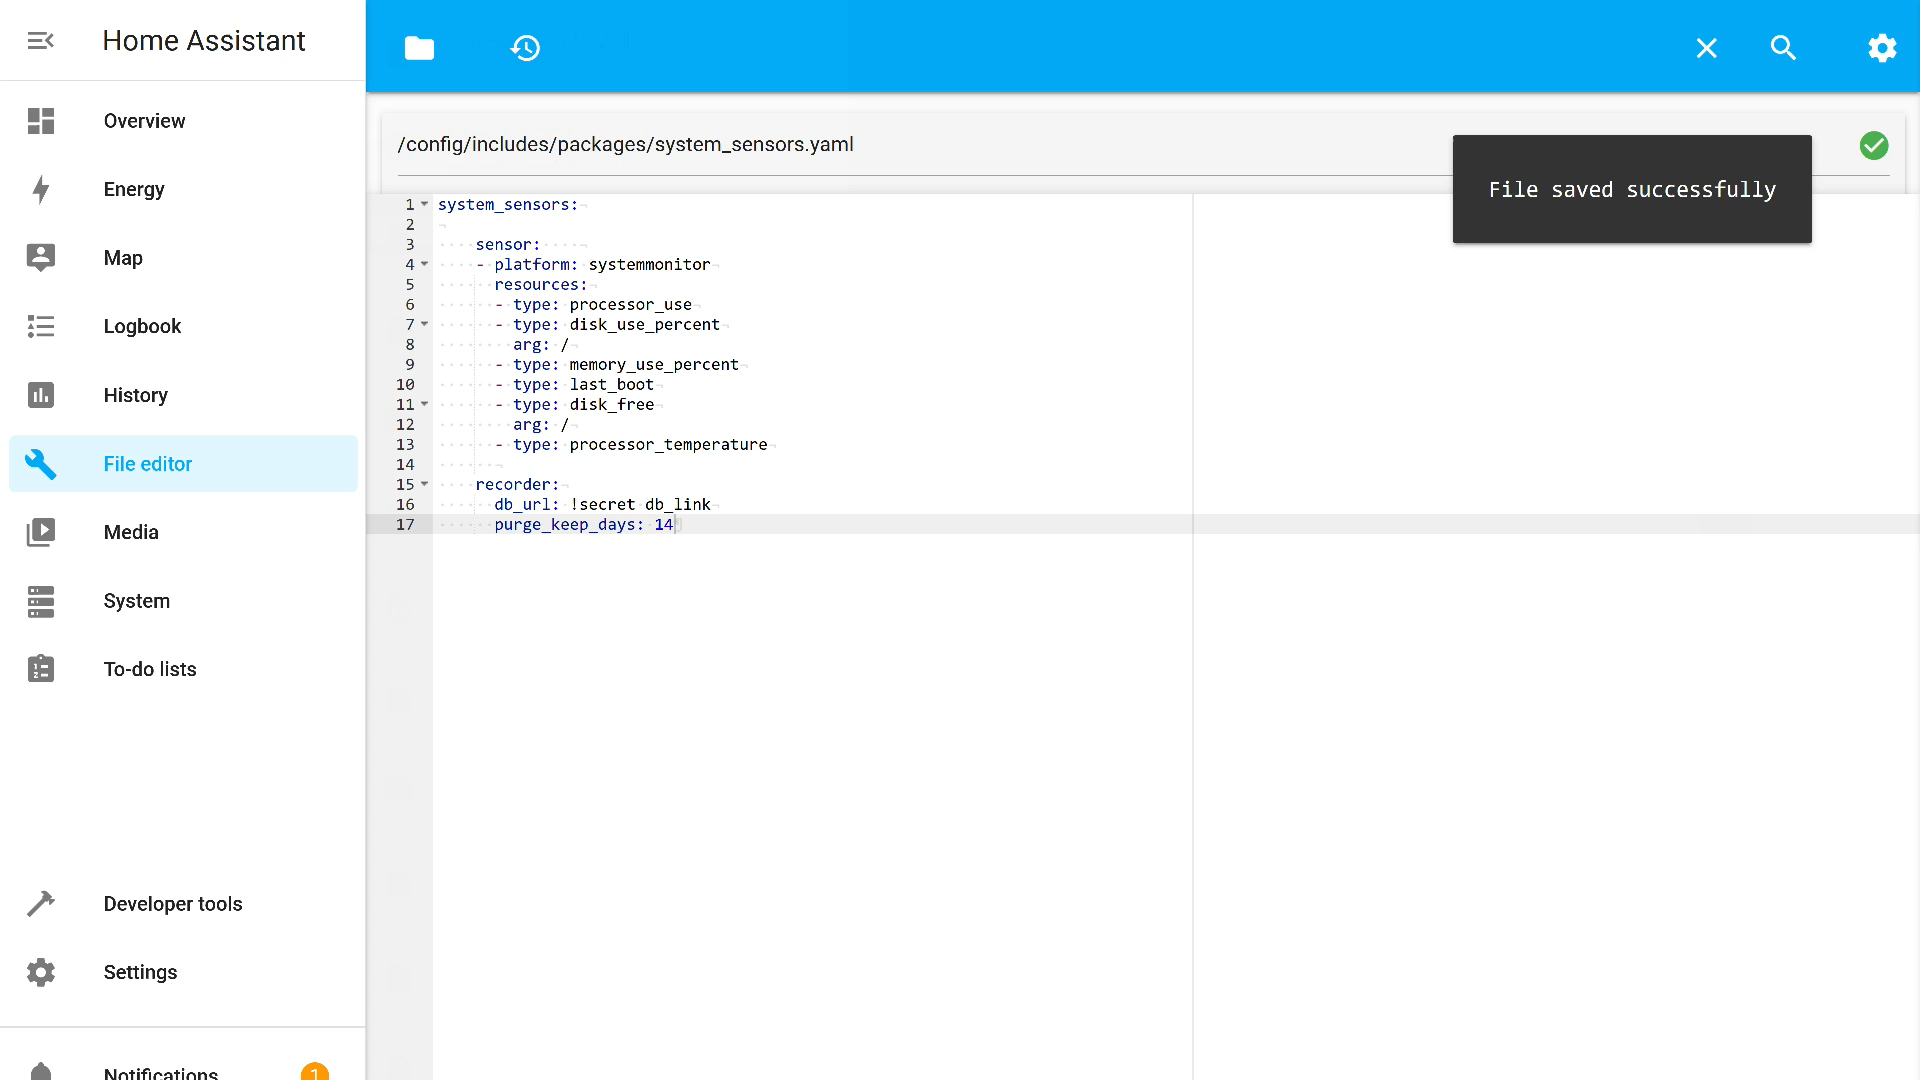 Home Assistant
Overview
Energy
Map
Logbook
History
File editor
Media
System
To-do lists
Developer tools
Settings
Notifications 1
/config/includes/packages/system_sensors.yaml
File saved successfully
1 system_sensors:
2
3 sensor:
4 - platform: systemmonitor
5 resources:
6 - type: processor_use
7 - type: disk_use_percent
8 arg: /
9 - type: memory_use_percent
10 - type: last_boot
11 - type: disk_free
12 arg: /
13 - type: processor_temperature
14
15 recorder:
16 db_url: !secret db_link
17 purge_keep_days: 14